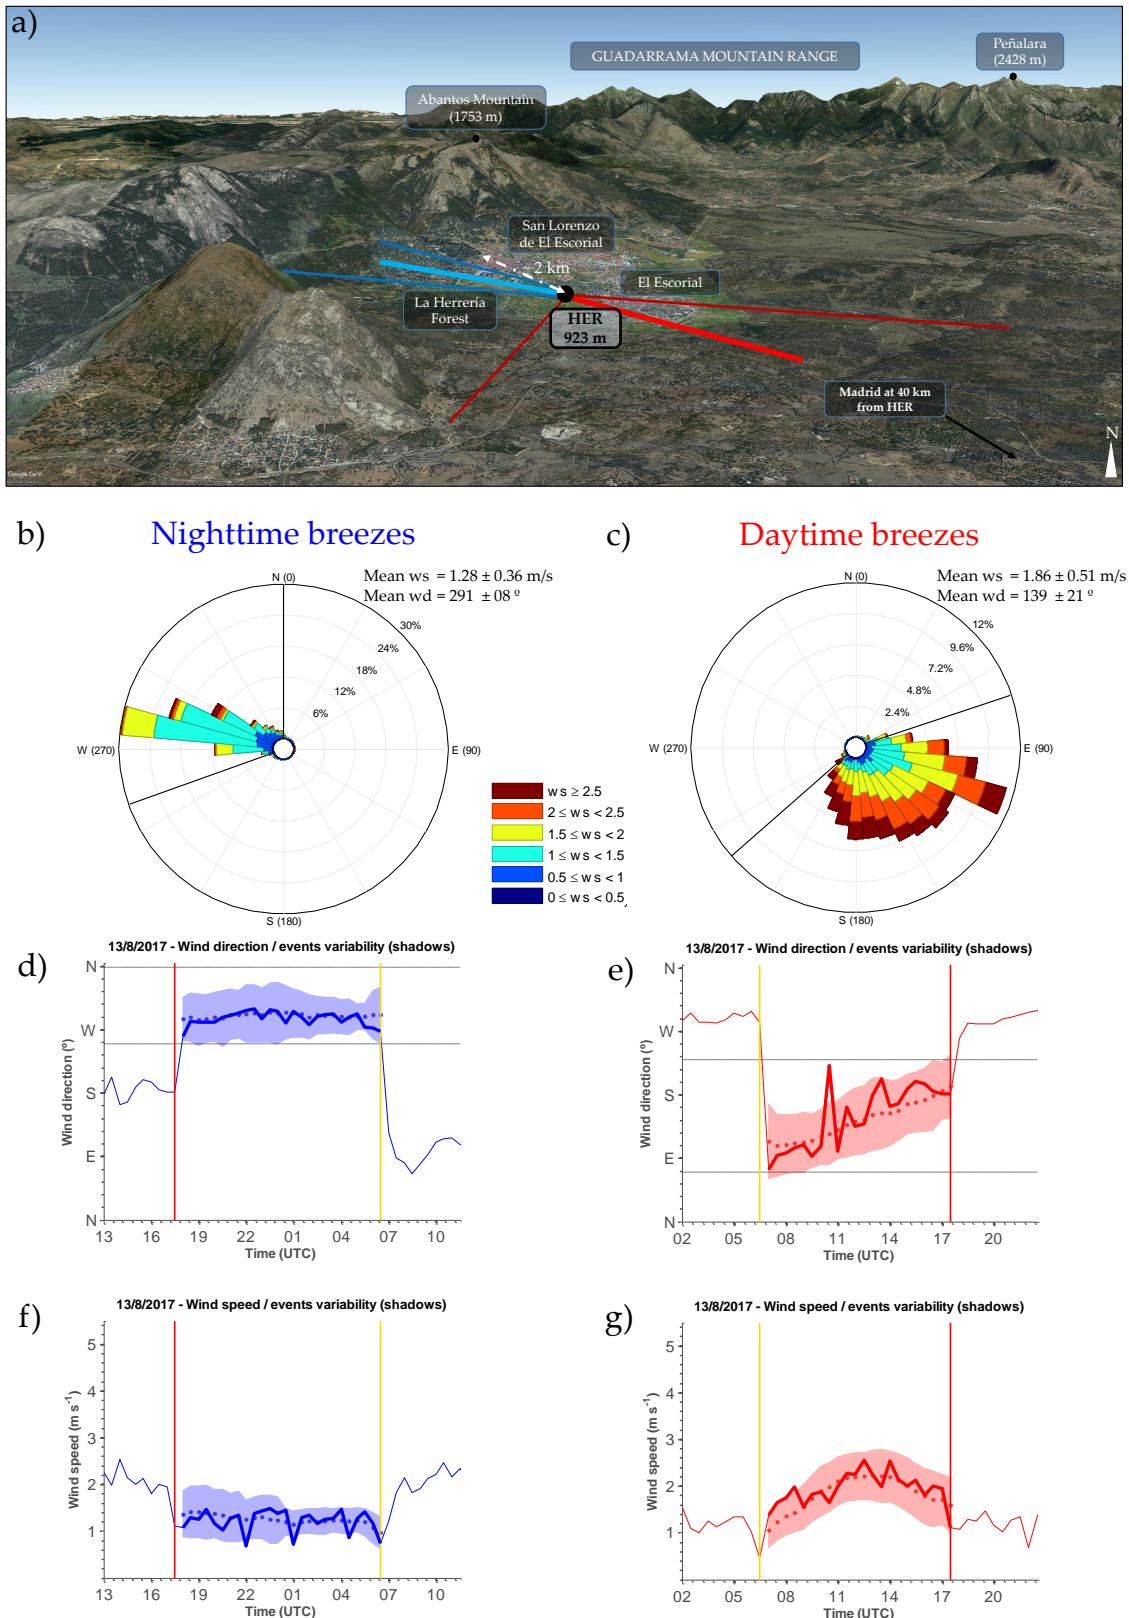 a)
GUADARRAMA MOUNTAIN RANGE
Peñalara
(2428 m)
Abantos Mountain
(1753 m)
San Lorenzo
de El Escorial
2 km
El Escorial
La Herrería
Forest
HER
923 m
Madrid at 40 km
from HER
N
Google Earth
b)
Nighttime breezes
Mean ws = 1.28 ± 0.36 m/s
Mean wd = 291 ± 08 º
N (0)
30%
24%
18%
12%
6%
W (270)
E (90)
S (180)
c)
Daytime breezes
Mean ws = 1.86 ± 0.51 m/s
Mean wd = 139 ± 21 º
N (0)
12%
9.6%
7.2%
4.8%
2.4%
W (270)
E (90)
S (180)
ws ≥ 2.5
2 ≤ ws < 2.5
1.5 ≤ ws < 2
1 ≤ ws < 1.5
0.5 ≤ ws < 1
0 ≤ ws < 0.5
d)
13/8/2017 - Wind direction / events variability (shadows)
Wind direction (º)
N
W
S
E
N
13 16 19 22 01 04 07 10
Time (UTC)
e)
13/8/2017 - Wind direction / events variability (shadows)
Wind direction (º)
N
W
S
E
N
02 05 08 11 14 17 20
Time (UTC)
f)
13/8/2017 - Wind speed / events variability (shadows)
Wind speed (m s⁻¹)
5
4
3
2
1
13 16 19 22 01 04 07 10
Time (UTC)
g)
13/8/2017 - Wind speed / events variability (shadows)
Wind speed (m s⁻¹)
5
4
3
2
1
02 05 08 11 14 17 20
Time (UTC)